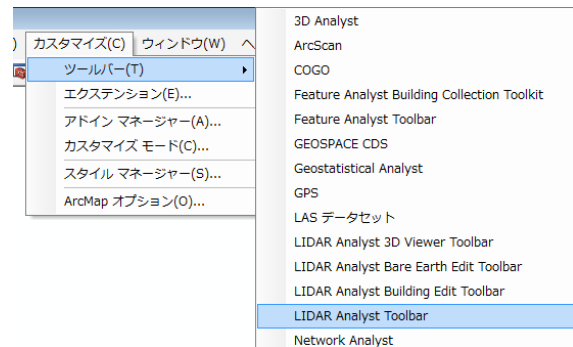 ) カスタマイズ(C) ウィンドウ(W) ヘ
ツールバー(T)
エクステンション(E)...
アドイン マネージャー(A)...
カスタマイズ モード(C)...
スタイル マネージャー(S)...
ArcMap オプション(O)...
3D Analyst
ArcScan
COGO
Feature Analyst Building Collection Toolkit
Feature Analyst Toolbar
GEOSPACE CDS
Geostatistical Analyst
GPS
LAS データセット
LIDAR Analyst 3D Viewer Toolbar
LIDAR Analyst Bare Earth Edit Toolbar
LIDAR Analyst Building Edit Toolbar
LIDAR Analyst Toolbar
Network Analyst